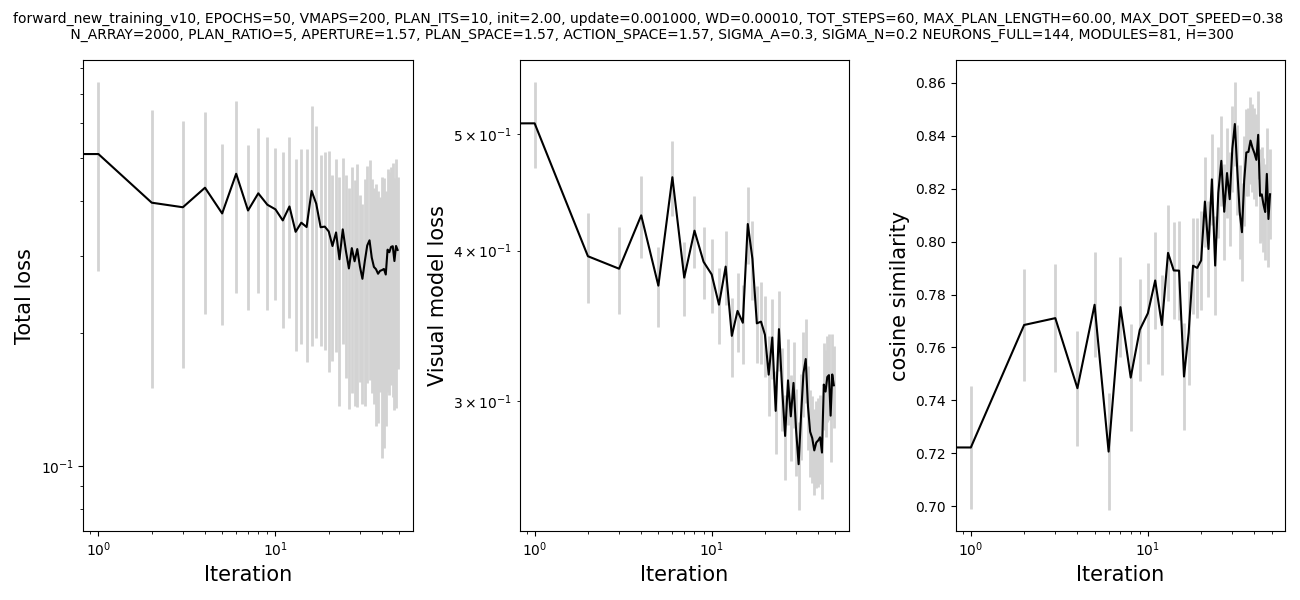 forward_new_training_v10, EPOCHS=50, VMAPS=200, PLAN_ITS=10, init=2.00, update=0.001000, WD=0.00010, TOT_STEPS=60, MAX_PLAN_LENGTH=60.00, MAX_DOT_SPEED=0.38
N_ARRAY=2000, PLAN_RATIO=5, APERTURE=1.57, PLAN_SPACE=1.57, ACTION_SPACE=1.57, SIGMA_A=0.3, SIGMA_N=0.2 NEURONS_FULL=144, MODULES=81, H=300
Total loss
10⁻¹
10⁰ 10¹
Iteration
Visual model loss
5 × 10⁻¹
4 × 10⁻¹
3 × 10⁻¹
10⁰ 10¹
Iteration
cosine similarity
0.86
0.84
0.82
0.80
0.78
0.76
0.74
0.72
0.70
10⁰ 10¹
Iteration